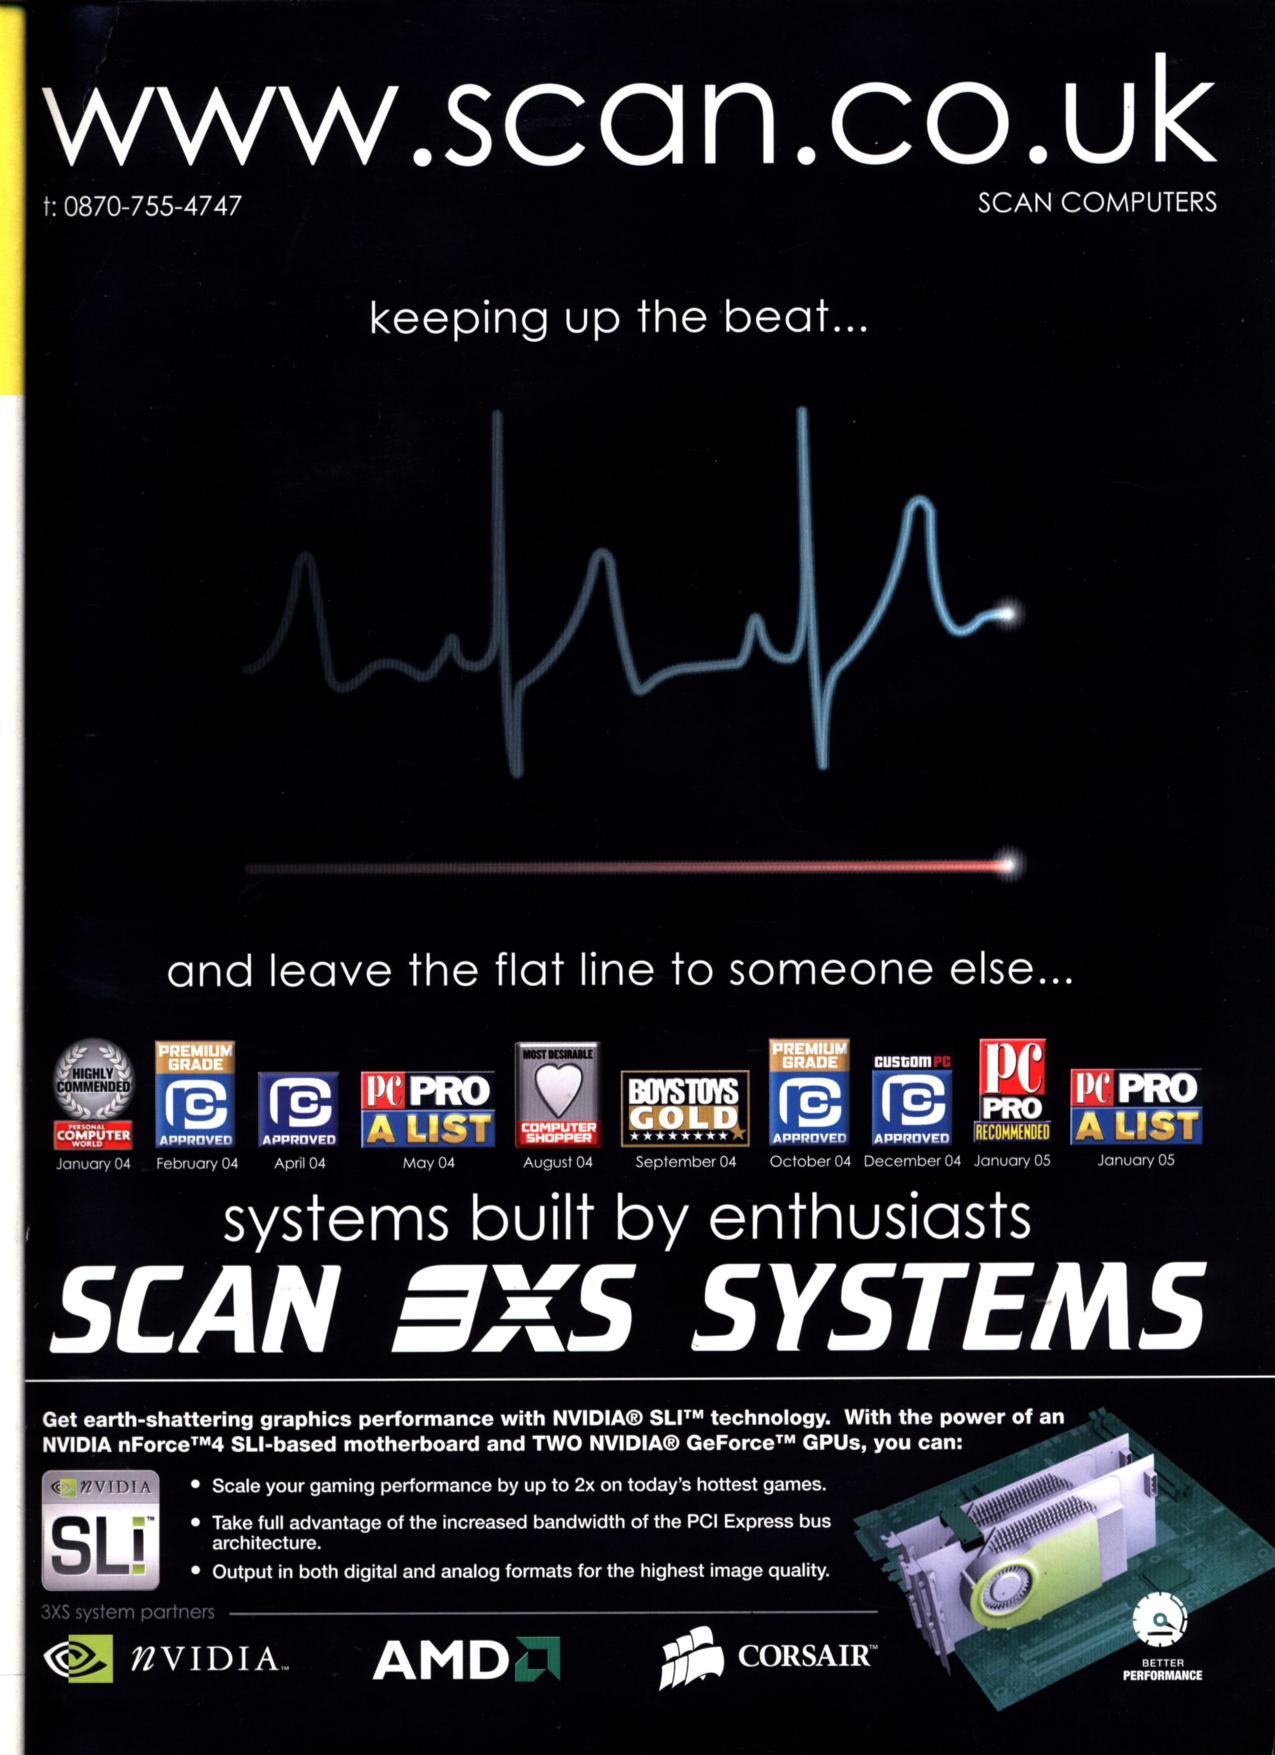 www.scan.co.uk
t: 0870-755-4747
SCAN COMPUTERS
keeping up the beat...
and leave the flat line to someone else...
HIGHLY
COMMENDED
PERSONAL
COMPUTER
WORLD
January 04
PREMIUM
GRADE
APPROVED
February 04
APPROVED
April 04
PC PRO
A LIST
May 04
MOST DESIRABLE
COMPUTER
SHOPPER
August 04
BOYSTOYS
GOLD
September 04
PREMIUM
GRADE
APPROVED
October 04
CUSTOM PC
APPROVED
December 04
PC
PRO
RECOMMENDED
January 05
PC PRO
A LIST
January 05
systems built by enthusiasts
SCAN 3XS SYSTEMS
Get earth-shattering graphics performance with NVIDIA® SLI™ technology. With the power of an
NVIDIA nForce™4 SLI-based motherboard and TWO NVIDIA® GeForce™ GPUs, you can:
nVIDIA
SLi™
• Scale your gaming performance by up to 2x on today's hottest games.
• Take full advantage of the increased bandwidth of the PCI Express bus
architecture.
• Output in both digital and analog formats for the highest image quality.
3XS system partners
nVIDIA™
AMD
CORSAIR™
BETTER
PERFORMANCE